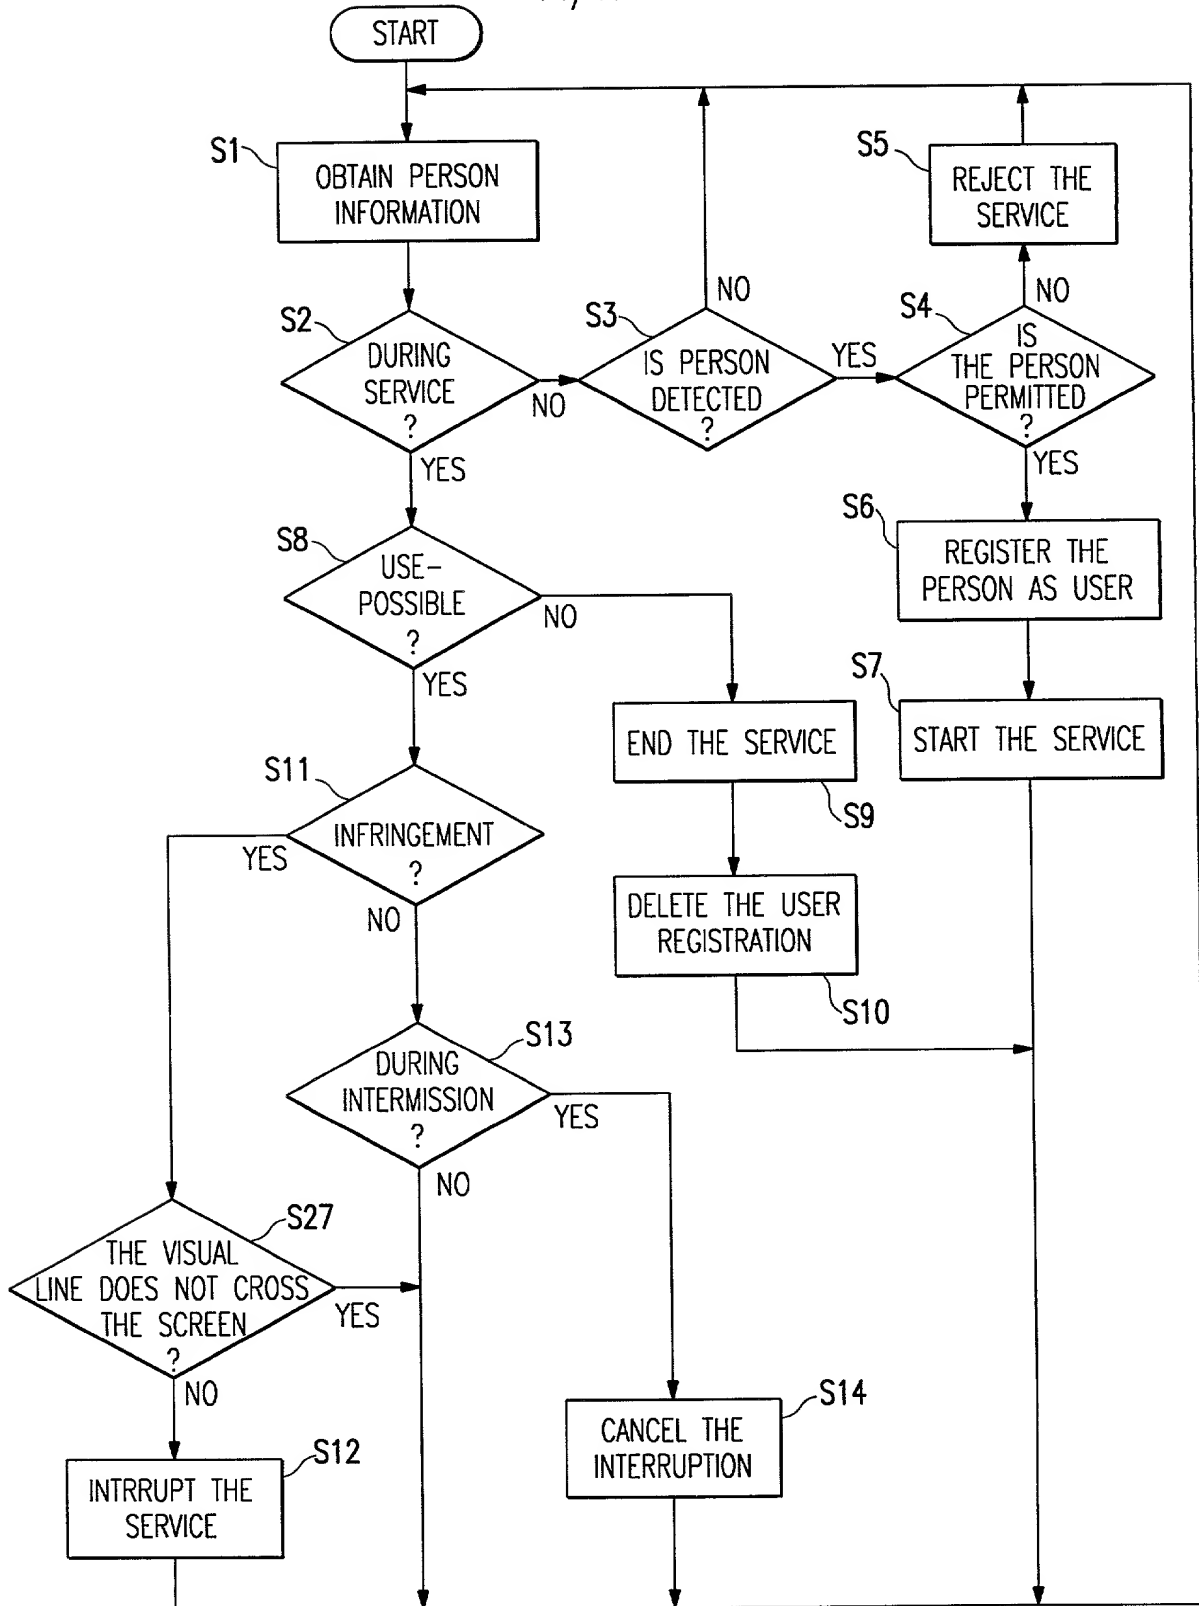 START
S1
OBTAIN PERSON
INFORMATION
S5
REJECT THE
SERVICE
S2
DURING
SERVICE
?
NO
YES
S3
IS PERSON
DETECTED
?
NO
YES
S4
IS
THE PERSON
PERMITTED
?
NO
YES
S6
REGISTER THE
PERSON AS USER
S7
START THE SERVICE
S8
USE-
POSSIBLE
?
NO
YES
END THE SERVICE
S9
DELETE THE USER
REGISTRATION
S10
S11
INFRINGEMENT
?
YES
NO
S13
DURING
INTERMISSION
?
YES
NO
S27
THE VISUAL
LINE DOES NOT CROSS
THE SCREEN
?
YES
NO
S14
CANCEL THE
INTERRUPTION
S12
INTRRUPT THE
SERVICE